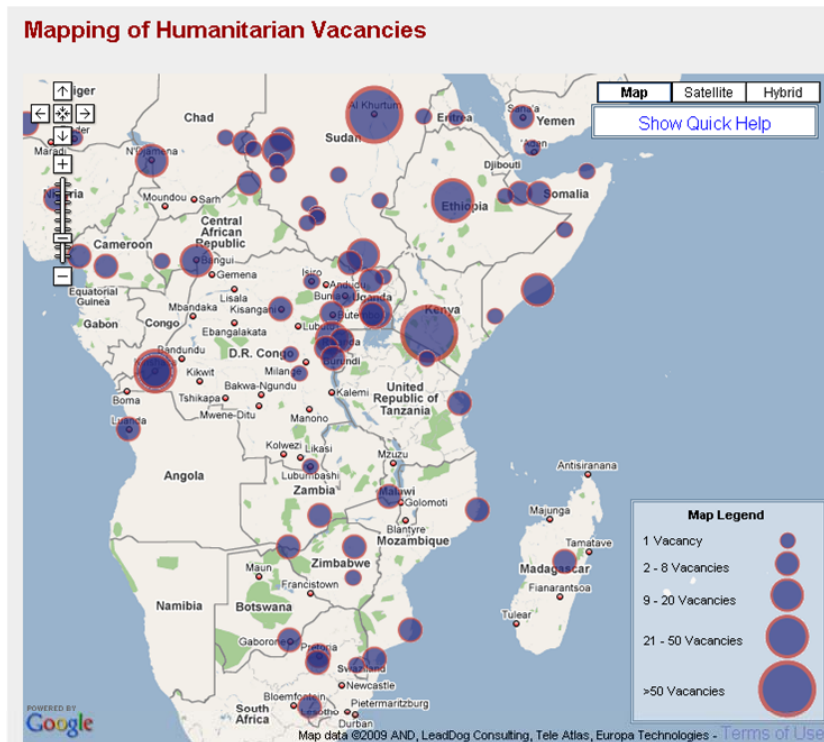 Mapping of Humanitarian Vacancies
Map
Satellite
Hybrid
Show Quick Help
Al Khurtum
Sana'a
Yemen
Chad
Sudan
Eritrea
Maradi
N'Djamena
'Aden
Djibouti
Moundou
Sarh
Ethiopia
Somalia
Nigeria
Central
African
Republic
Cameroon
Bangui
Gemena
Isiro
Equatorial
Guinea
Lisala
Bunia
Uganda
Kenya
Mbandaka
Kisangani
Butembo
Gabon
Congo
Ebangalakata
Bandundu
D.R. Congo
Burundi
Kikwit
Milange
United
Republic of
Tanzania
Boma
Tshikapa
Bakwa-Ngundu
Kalemi
Mwene-Ditu
Manono
Luanda
Kolwezi
Likasi
Mzuzu
Angola
Lubumbashi
Antisiranana
Zambia
Malawi
Golomoti
Majunga
Blantyre
Mozambique
Tamatave
Zimbabwe
Madagascar
Maun
Francistown
Fianarantsoa
Namibia
Botswana
Tulear
Gaborone
Pretoria
Swaziland
Newcastle
Bloemfontein
Pietermaritzburg
South
Africa
Lesotho
Durban
Map Legend
1 Vacancy
2 - 8 Vacancies
9 - 20 Vacancies
21 - 50 Vacancies
>50 Vacancies
POWERED BY
Google
Map data ©2009 AND, LeadDog Consulting, Tele Atlas, Europa Technologies - Terms of Use